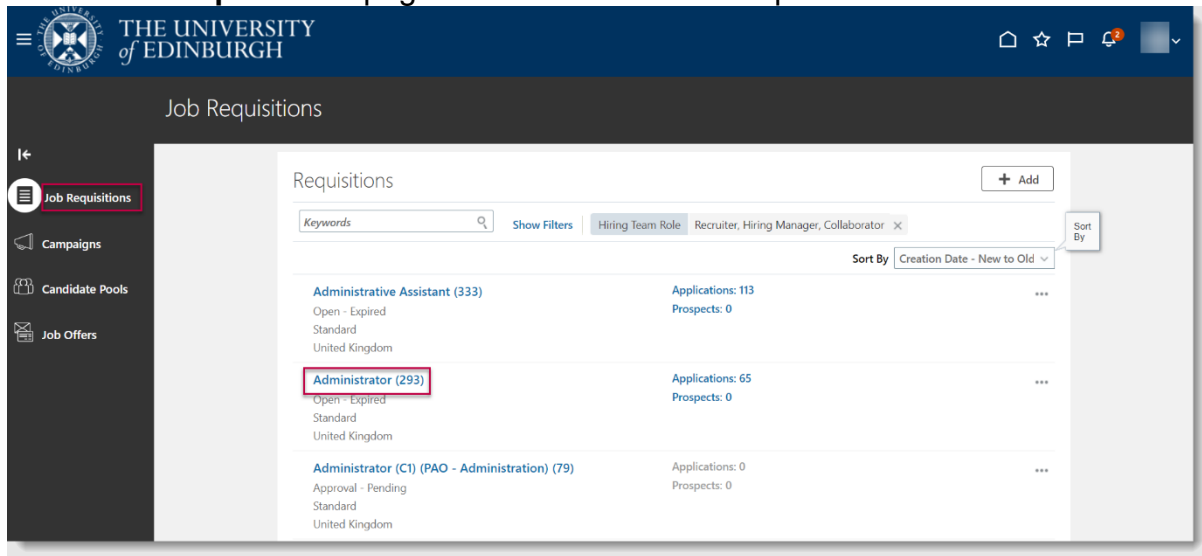 THE UNIVERSITY
of EDINBURGH
2
Job Requisitions
Job Requisitions
Campaigns
Candidate Pools
Job Offers
Requisitions
+ Add
Keywords
Show Filters
Hiring Team Role Recruiter, Hiring Manager, Collaborator ×
Sort By
Sort By Creation Date - New to Old
Administrative Assistant (333)
Applications: 113
Open - Expired
Prospects: 0
Standard
United Kingdom
Administrator (293)
Applications: 65
Open - Expired
Prospects: 0
Standard
United Kingdom
Administrator (C1) (PAO - Administration) (79)
Applications: 0
Approval - Pending
Prospects: 0
Standard
United Kingdom